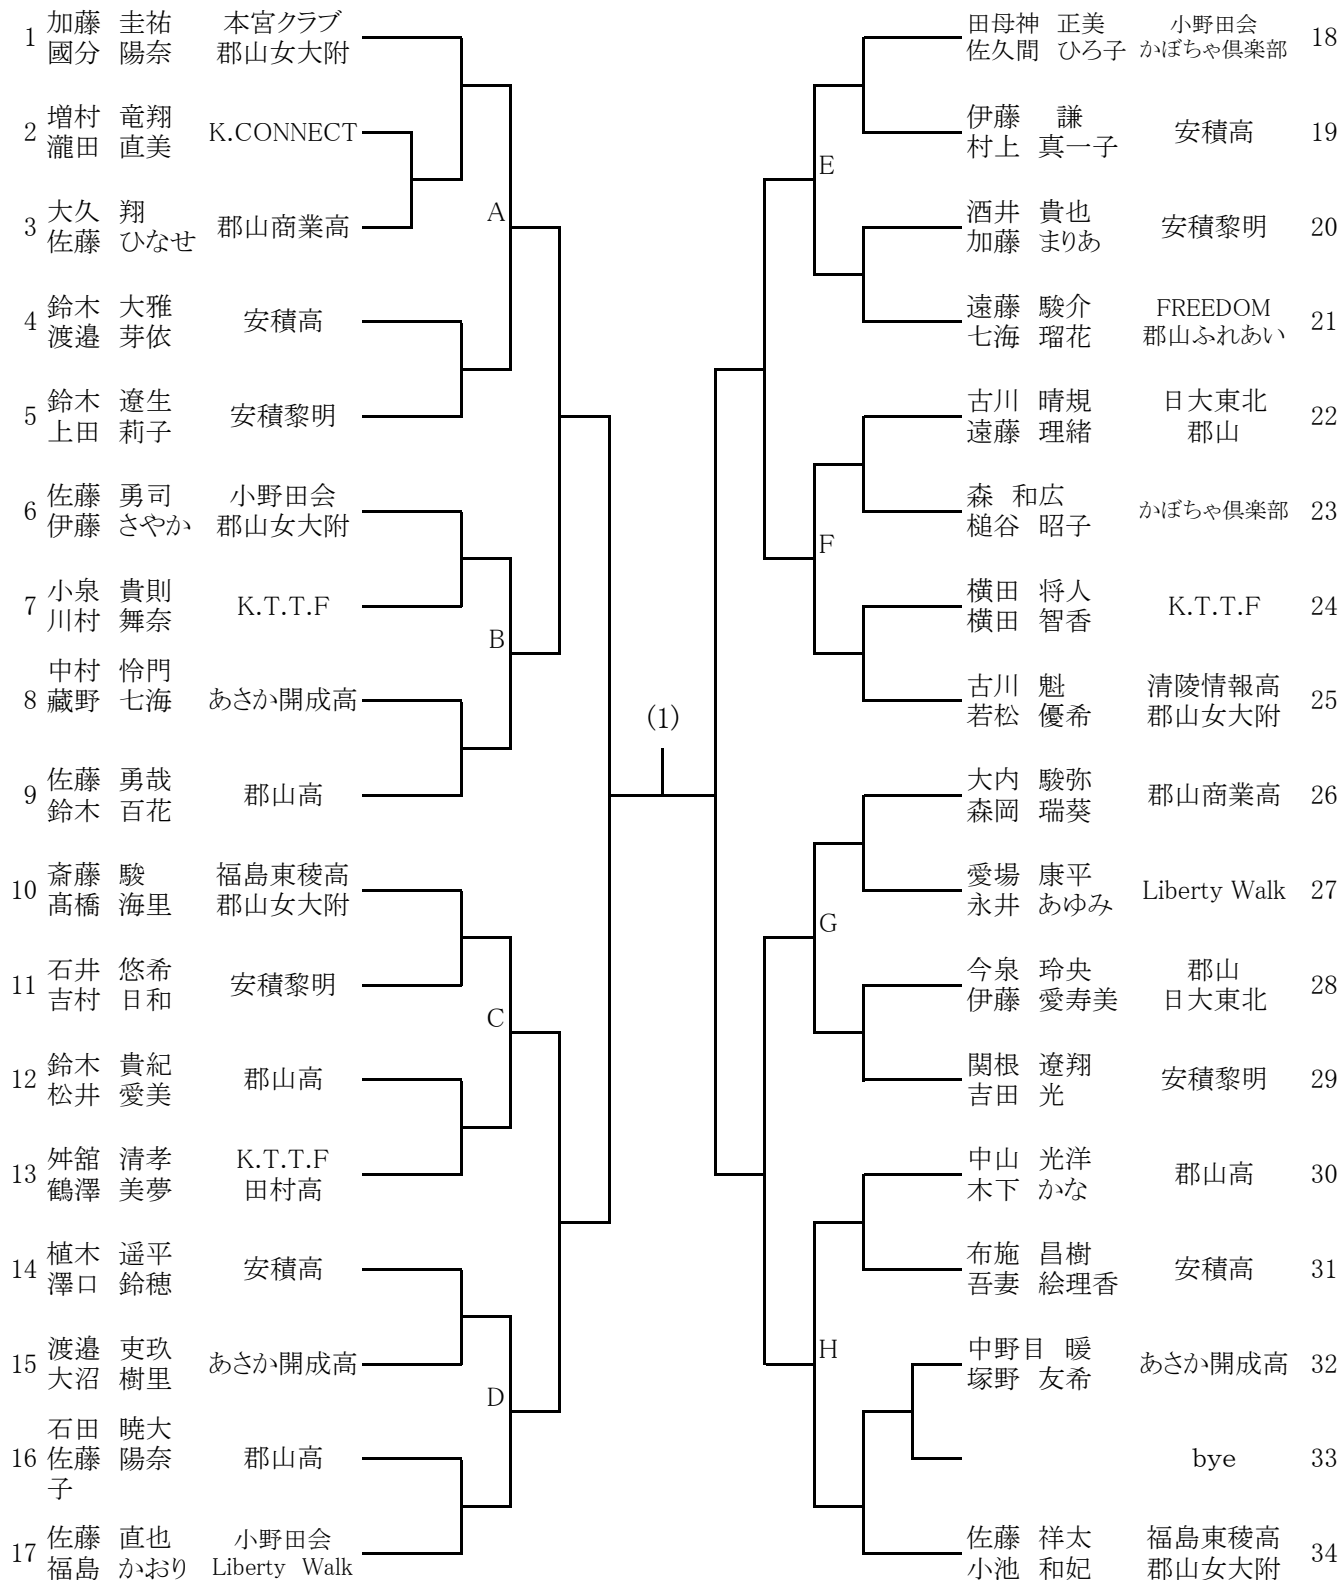 1 加藤 圭祐 本宮クラブ
國分 陽奈 郡山女大附
2 増村 竜翔 K.CONNECT
瀧田 直美
3 大久 翔 郡山商業高
佐藤 ひなせ
4 鈴木 大雅 安積高
渡邉 芽依
5 鈴木 遼生 安積黎明
上田 莉子
6 佐藤 勇司 小野田会
伊藤 さやか 郡山女大附
7 小泉 貴則 K.T.T.F
川村 舞奈
中村 怜門
8 藏野 七海 あさか開成高
9 佐藤 勇哉 郡山高
鈴木 百花
10 斎藤 駿 福島東稜高
髙橋 海里 郡山女大附
11 石井 悠希 安積黎明
吉村 日和
12 鈴木 貴紀 郡山高
松井 愛美
13 舛舘 清孝 K.T.T.F
鶴澤 美夢 田村高
14 植木 遥平 安積高
澤口 鈴穂
15 渡邉 吏玖 あさか開成高
大沼 樹里
石田 暁大
16 佐藤 陽奈 郡山高
子
17 佐藤 直也 小野田会
福島 かおり Liberty Walk
A
B
C
D
(1)
田母神 正美 小野田会 18
佐久間 ひろ子 かぼちゃ倶楽部
伊藤 謙 安積高 19
村上 真一子
酒井 貴也 安積黎明 20
加藤 まりあ
遠藤 駿介 FREEDOM 21
七海 瑠花 郡山ふれあい
古川 晴規 日大東北 22
遠藤 理緒 郡山
森 和広 かぼちゃ倶楽部 23
槌谷 昭子
横田 将人 K.T.T.F 24
横田 智香
古川 魁 清陵情報高 25
若松 優希 郡山女大附
大内 駿弥 郡山商業高 26
森岡 瑞葵
愛場 康平 Liberty Walk 27
永井 あゆみ
今泉 玲央 郡山 28
伊藤 愛寿美 日大東北
関根 遼翔 安積黎明 29
吉田 光
中山 光洋 郡山高 30
木下 かな
布施 昌樹 安積高 31
吾妻 絵理香
中野目 暖 あさか開成高 32
塚野 友希
bye 33
佐藤 祥太 福島東稜高 34
小池 和妃 郡山女大附
E
F
G
H